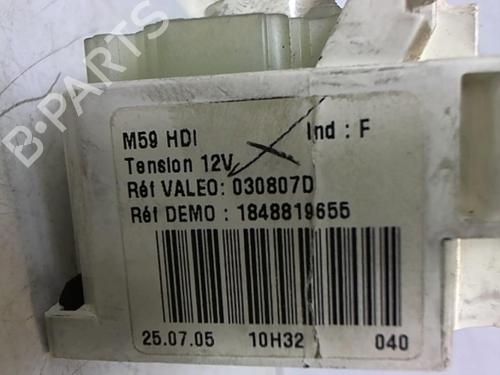 B-PARTS
M59 HDI Ind : F
Tension 12V
Réf VALEO: 030807D
Réf DEMO : 1848819655
25.07.05 10H32 040